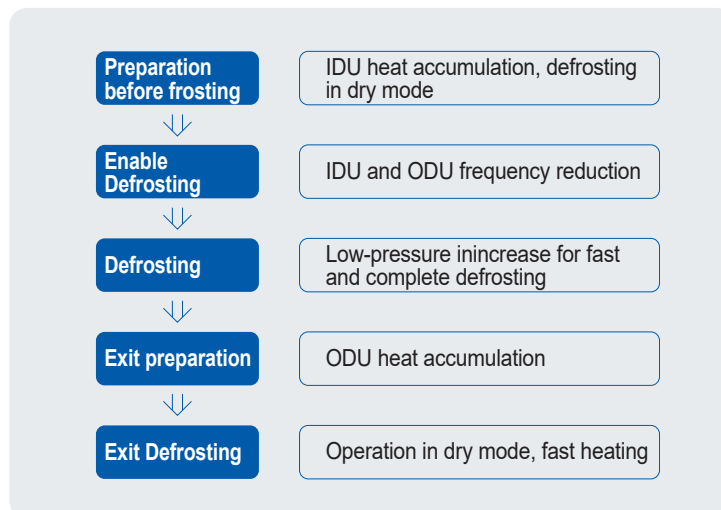 Preparation
before frosting
IDU heat accumulation, defrosting
in dry mode
Enable
Defrosting
IDU and ODU frequency reduction
Defrosting
Low-pressure inincrease for fast
and complete defrosting
Exit preparation
ODU heat accumulation
Exit Defrosting
Operation in dry mode, fast heating